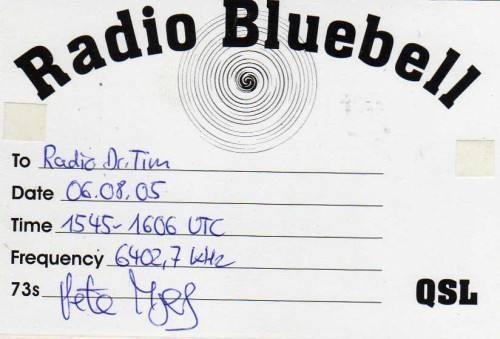 Radio Bluebell
To Radio Dr. Tim
Date 06.08.05
Time 1545-1606 UTC
Frequency 6402,7 kHz
73s Pete
QSL